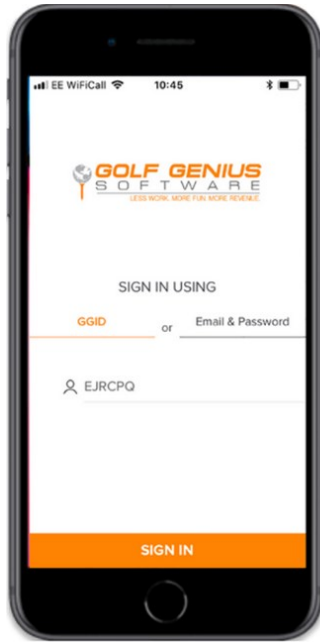 EE WiFiCall 10:45
GOLF GENIUS
SOFTWARE
LESS WORK. MORE FUN. MORE REVENUE.
SIGN IN USING
GGID or Email & Password
EJRCPQ
SIGN IN